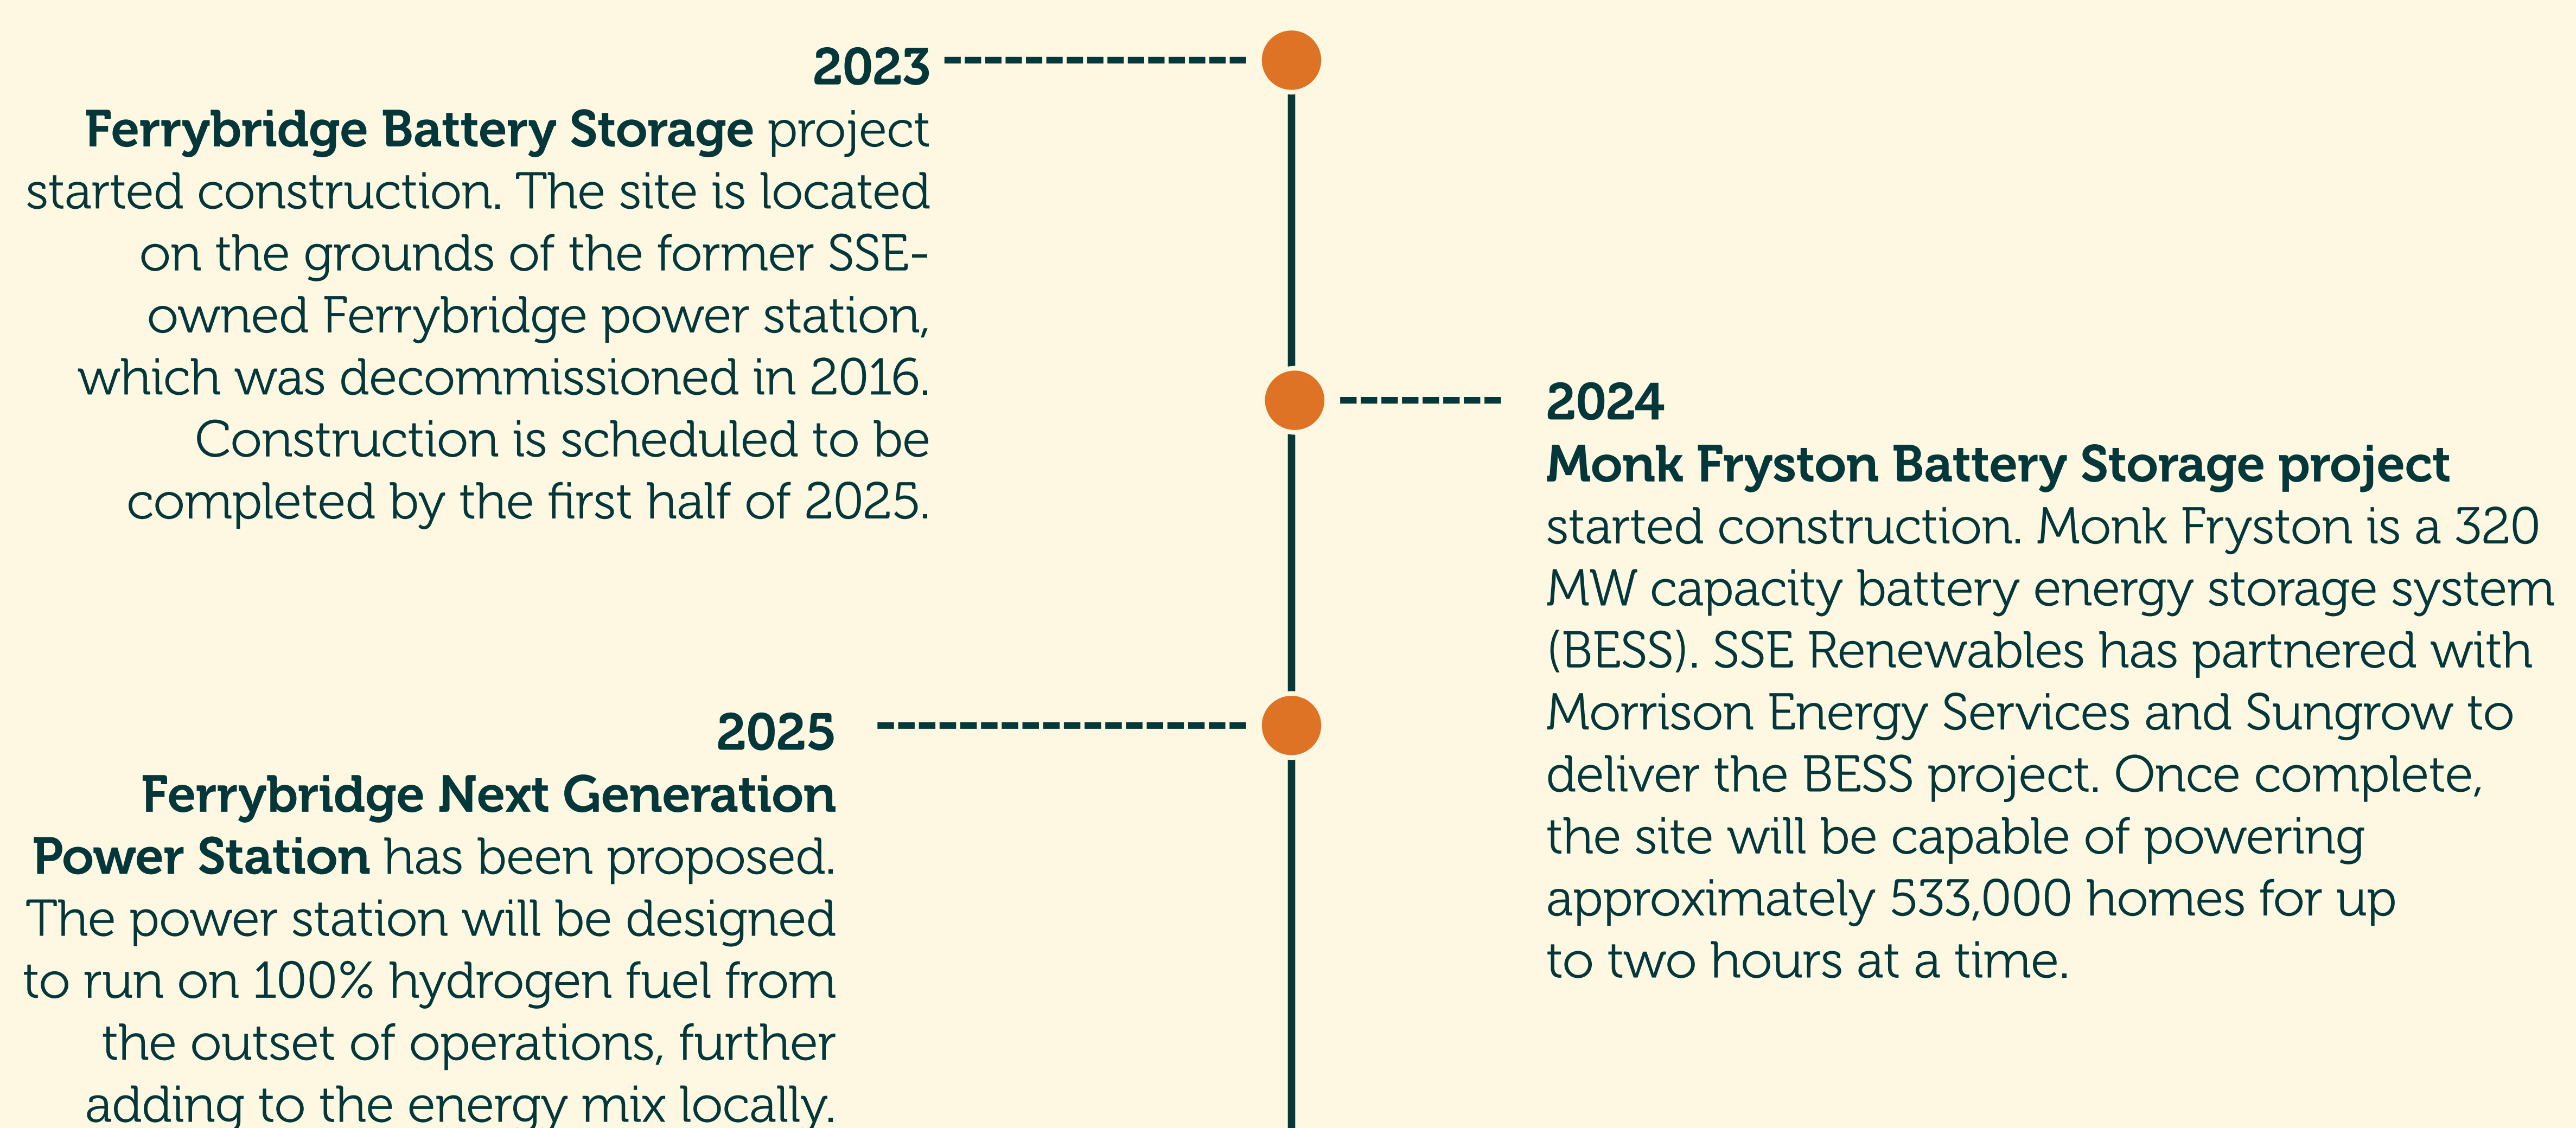 2023
Ferrybridge Battery Storage project
started construction. The site is located
on the grounds of the former SSE-
owned Ferrybridge power station,
which was decommissioned in 2016.
Construction is scheduled to be
completed by the first half of 2025.
2024
Monk Fryston Battery Storage project
started construction. Monk Fryston is a 320
MW capacity battery energy storage system
(BESS). SSE Renewables has partnered with
Morrison Energy Services and Sungrow to
deliver the BESS project. Once complete,
the site will be capable of powering
approximately 533,000 homes for up
to two hours at a time.
2025
Ferrybridge Next Generation
Power Station has been proposed.
The power station will be designed
to run on 100% hydrogen fuel from
the outset of operations, further
adding to the energy mix locally.